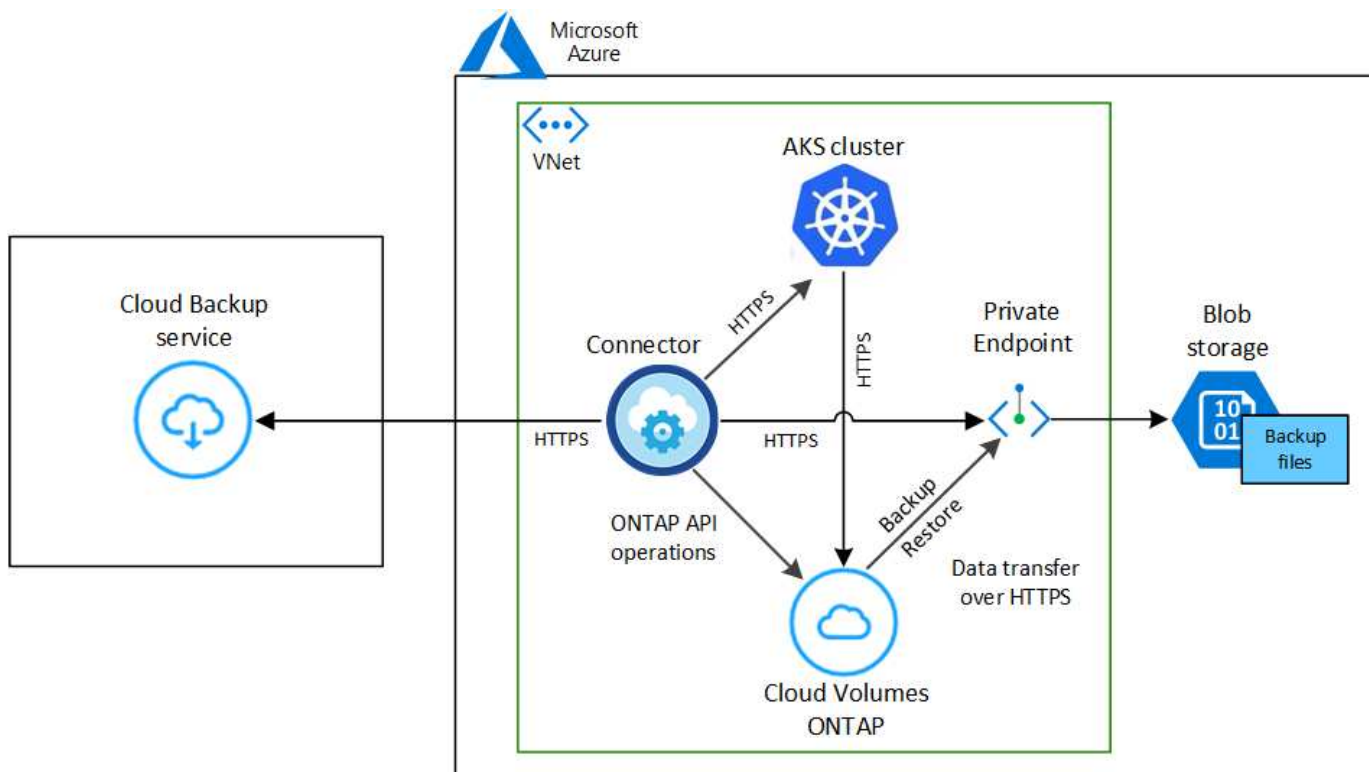 Microsoft
Azure
VNet
AKS cluster
Cloud Backup
service
Connector
HTTPS
HTTPS
Private
Endpoint
Blob
storage
10
01
Backup
files
HTTPS
HTTPS
ONTAP API
operations
Backup
Restore
Data transfer
over HTTPS
Cloud Volumes
ONTAP